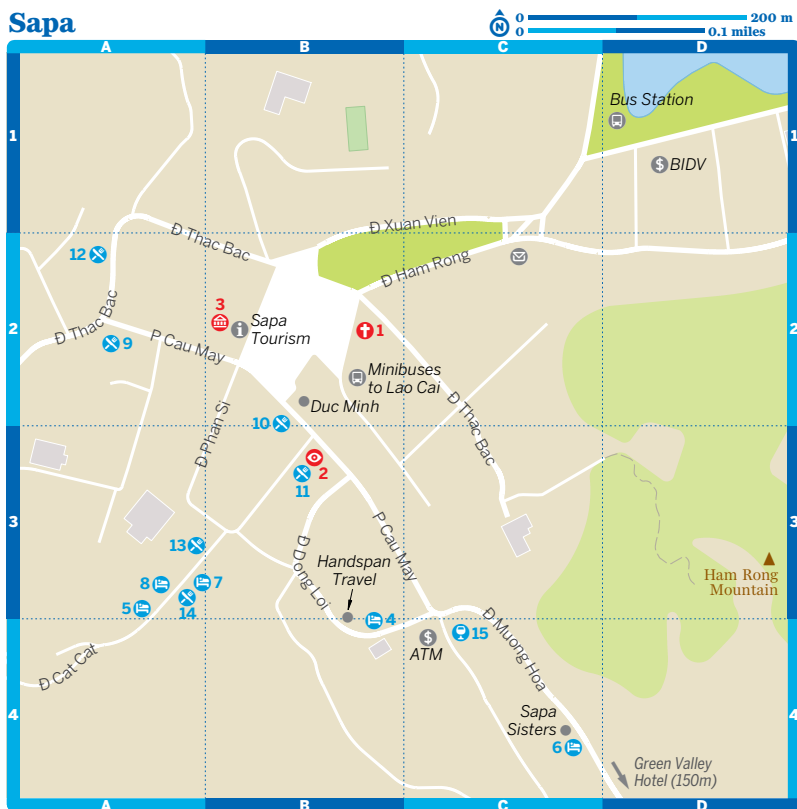 Sapa
N
0 200 m
0 0.1 miles
A B C D
1 1
Bus Station
$ BIDV
Đ Xuan Vien
Đ Thac Bac
12
Đ Ham Rong
3
i Sapa
Tourism
1
2 2
Đ Thac Bac
9
P Cau May
Minibuses
to Lao Cai
Duc Minh
Đ Thac Bac
10
Đ Phan Si
2
11
3 3
P Cau May
13
Đ D Dong Loi
Handspan
Travel
Ham Rong
Mountain
8
7
5
14
4
15
$
ATM
Đ Muong Hoa
Đ Cat Cat
4 4
Sapa
Sisters
6
Green Valley
Hotel (150m)
A B C D